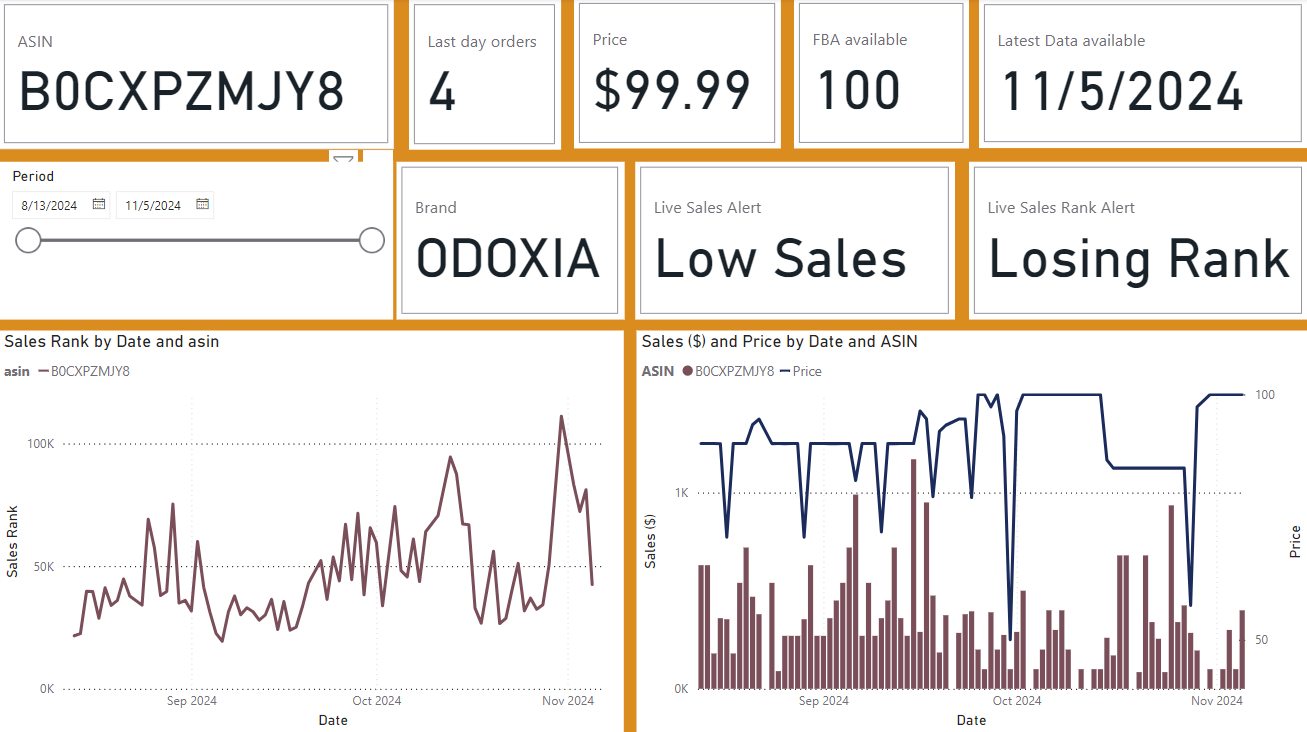 ASIN
B0CXPZMJY8
Last day orders
4
Price
$99.99
FBA available
100
Latest Data available
11/5/2024
Period
8/13/2024
11/5/2024
Brand
ODOXIA
Live Sales Alert
Low Sales
Live Sales Rank Alert
Losing Rank
Sales Rank by Date and asin
asin B0CXPZMJY8
100K
50K
0K
Sales Rank
Sep 2024
Oct 2024
Nov 2024
Date
Sales ($) and Price by Date and ASIN
ASIN B0CXPZMJY8 Price
1K
0K
Sales ($)
100
50
Price
Sep 2024
Oct 2024
Nov 2024
Date